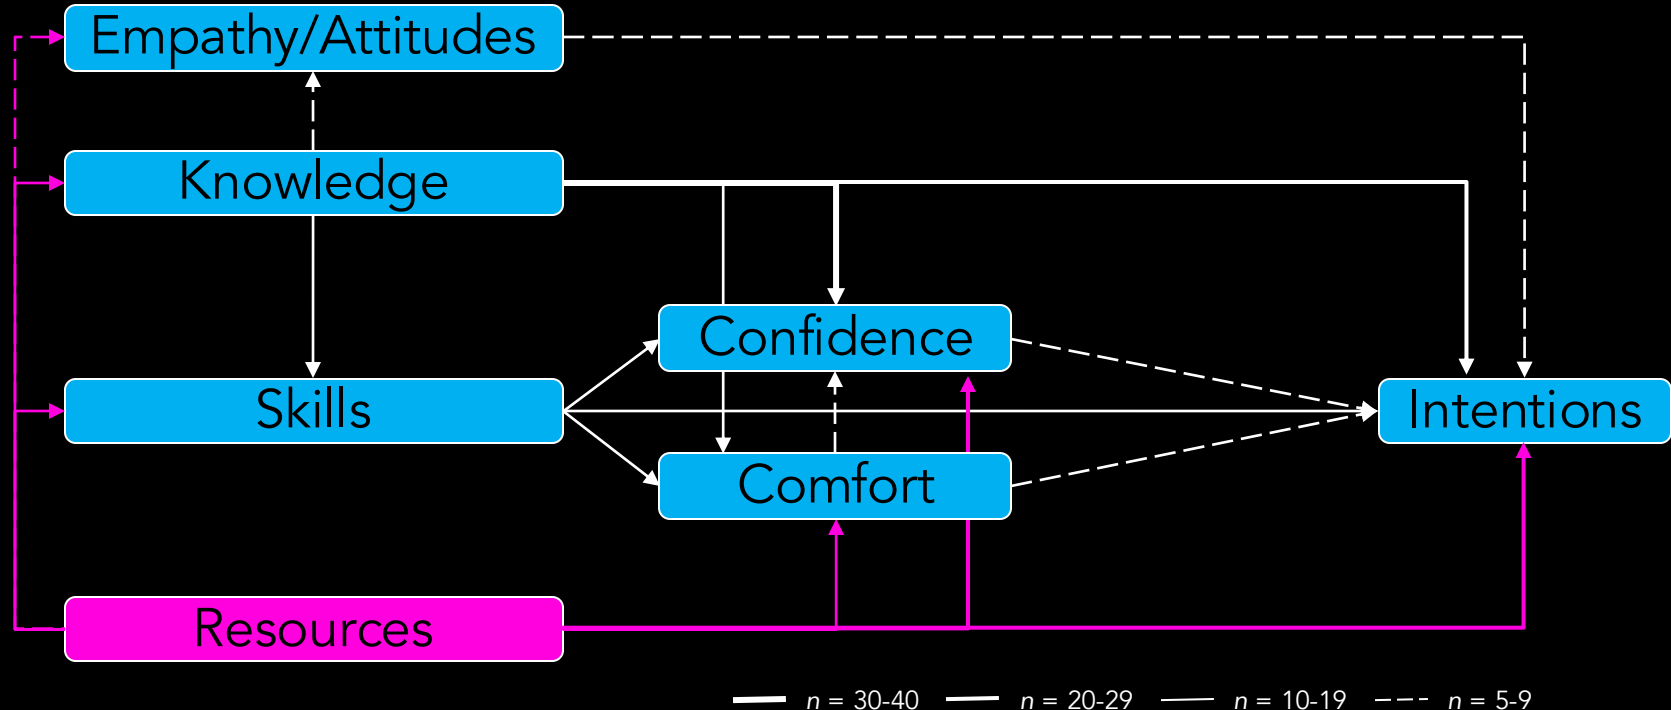 Empathy/Attitudes
Knowledge
Confidence
Skills
Intentions
Comfort
Resources
n = 30-40 n = 20-29 n = 10-19 n = 5-9